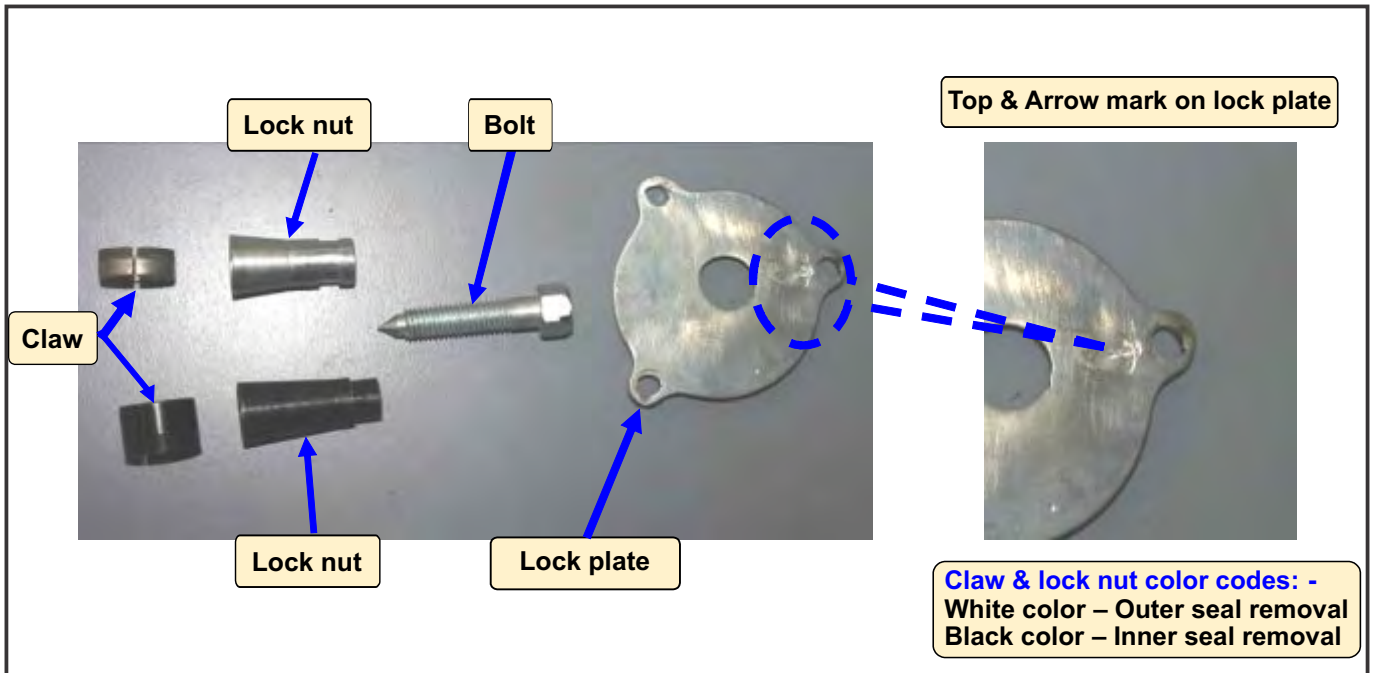 Top & Arrow mark on lock plate
Lock nut
Bolt
Claw
Lock nut
Lock plate
Claw & lock nut color codes: -
White color – Outer seal removal
Black color – Inner seal removal